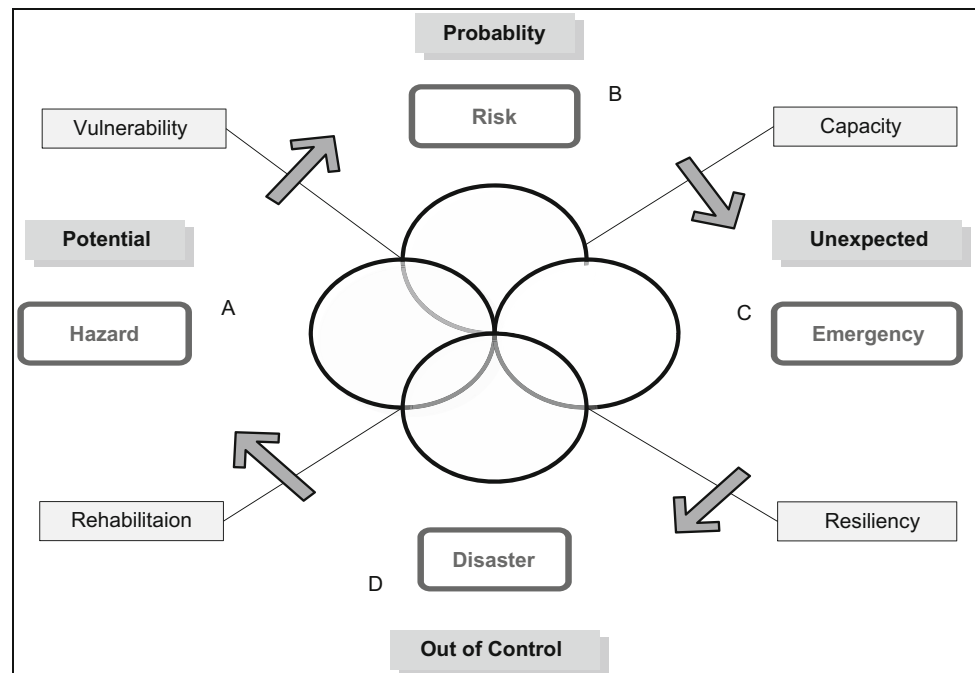 Probablity
Risk
B
Vulnerability
Capacity
Potential
Unexpected
A
C
Hazard
Emergency
Rehabilitaion
Resiliency
Disaster
D
Out of Control